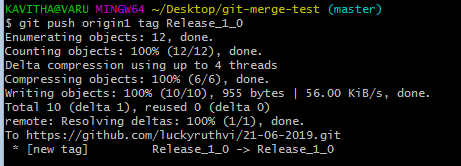 KAVITHA@VARU MINGW64 ~/Desktop/git-merge-test (master)
$ git push origin1 tag Release_1_0
Enumerating objects: 12, done.
Counting objects: 100% (12/12), done.
Delta compression using up to 4 threads
Compressing objects: 100% (6/6), done.
Writing objects: 100% (10/10), 955 bytes | 56.00 KiB/s, done.
Total 10 (delta 1), reused 0 (delta 0)
remote: Resolving deltas: 100% (1/1), done.
To https://github.com/luckyruthvi/21-06-2019.git
 * [new tag]         Release_1_0 -> Release_1_0